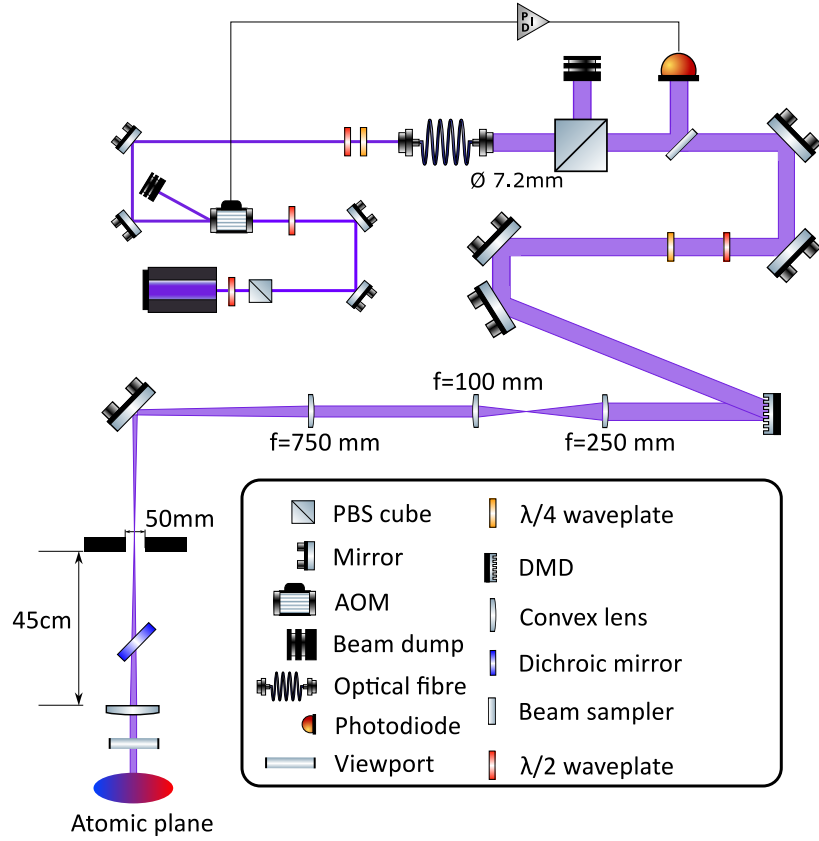 P
I
D
Ø 7.2mm
f=100 mm
f=750 mm
f=250 mm
50mm
45cm
PBS cube
Mirror
AOM
Beam dump
Optical fibre
Photodiode
Viewport
λ/4 waveplate
DMD
Convex lens
Dichroic mirror
Beam sampler
λ/2 waveplate
Atomic plane